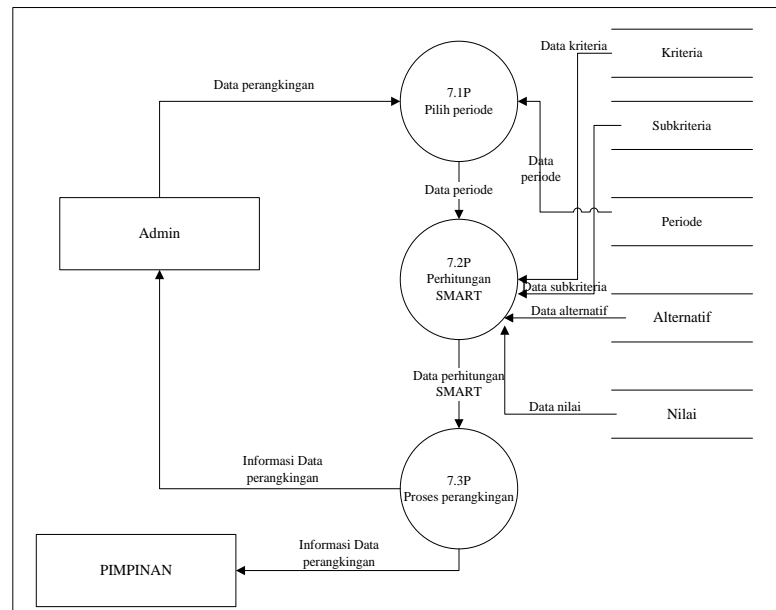 Data kriteria
Kriteria
7.1P
Pilih periode
Data perangkingan
Subkriteria
Data
periode
Data periode
Periode
Admin
7.2P
Perhitungan
SMART
Data subkriteria
Data alternatif
Alternatif
Data perhitungan
SMART
Data nilai
Nilai
Informasi Data
perangkingan
7.3P
Proses perangkingan
Informasi Data
perangkingan
PIMPINAN